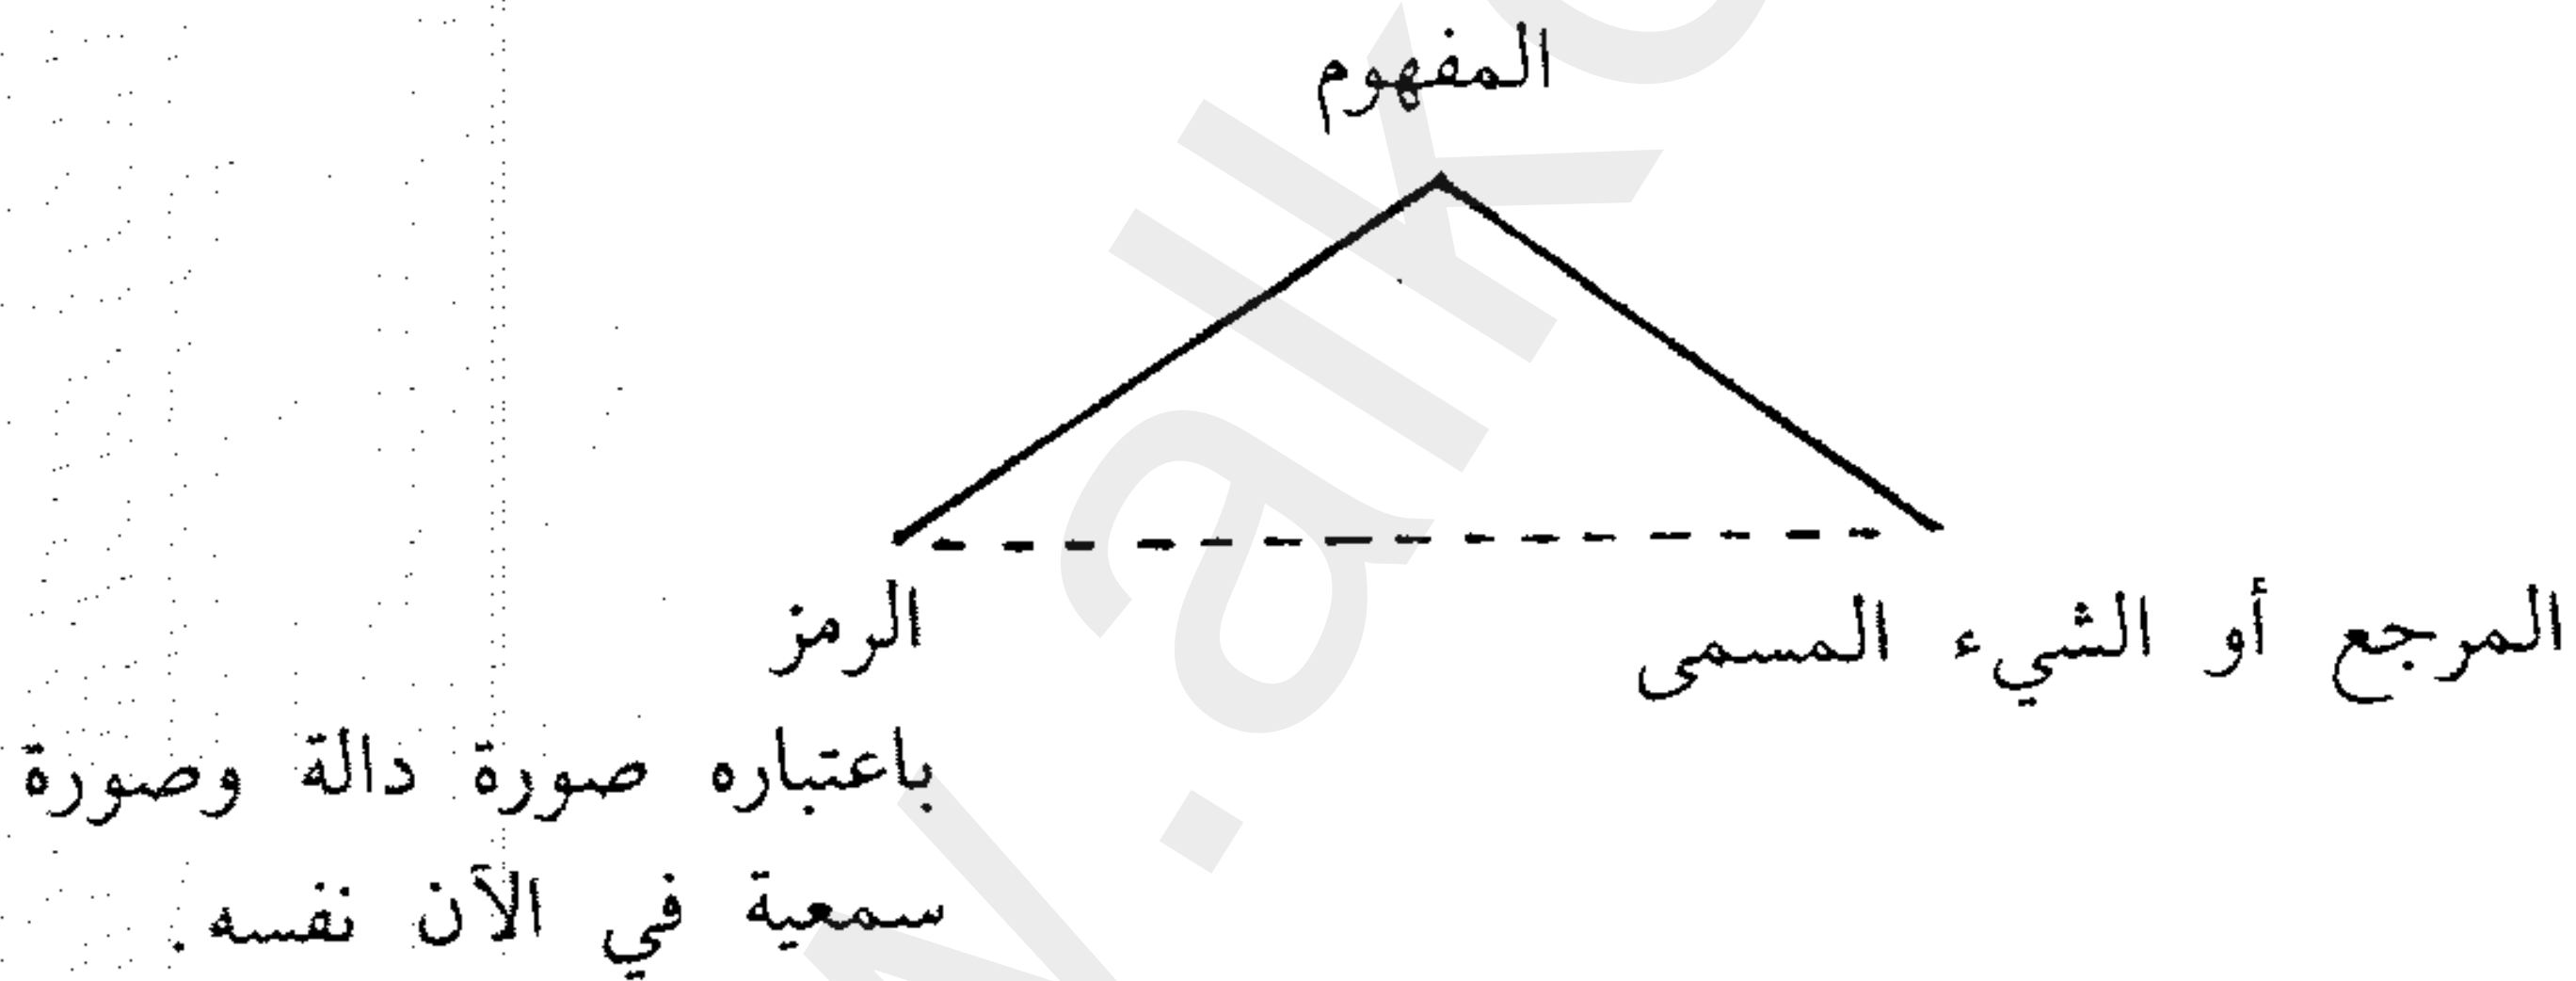 المفهوم
المرجع أو الشيء المسمى
الرمز
باعتباره صورة دالة وصورة
سمعية في الآن نفسه.